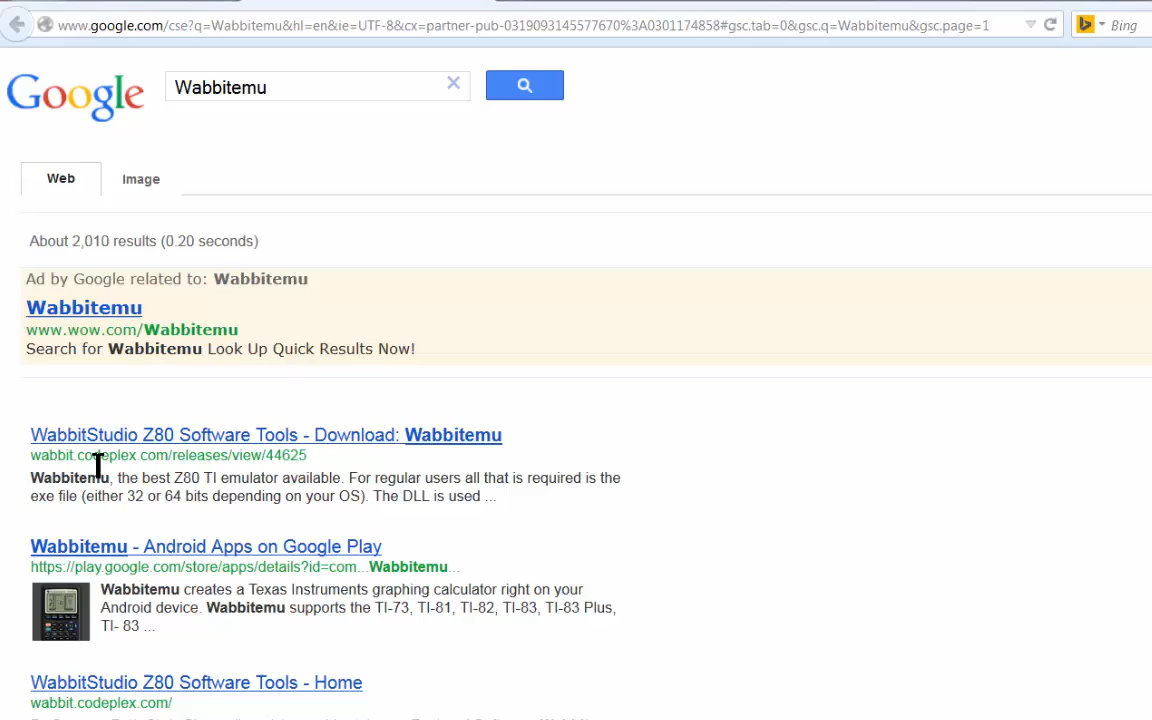 www.google.com/cse?q=Wabbitemu&hl=en&ie=UTF-8&cx=partner-pub-0319093145577670%3A0301174858#gsc.tab=0&gsc.q=Wabbitemu&gsc.page=1
Bing
Google
Wabbitemu
Web Image
About 2,010 results (0.20 seconds)
Ad by Google related to: Wabbitemu
Wabbitemu
www.wow.com/Wabbitemu
Search for Wabbitemu Look Up Quick Results Now!
WabbitStudio Z80 Software Tools - Download: Wabbitemu
wabbit.codeplex.com/releases/view/44625
Wabbitemu, the best Z80 TI emulator available. For regular users all that is required is the
exe file (either 32 or 64 bits depending on your OS). The DLL is used ...
Wabbitemu - Android Apps on Google Play
https://play.google.com/store/apps/details?id=com...Wabbitemu...
Wabbitemu creates a Texas Instruments graphing calculator right on your
Android device. Wabbitemu supports the TI-73, TI-81, TI-82, TI-83, TI-83 Plus,
TI- 83 ...
WabbitStudio Z80 Software Tools - Home
wabbit.codeplex.com/